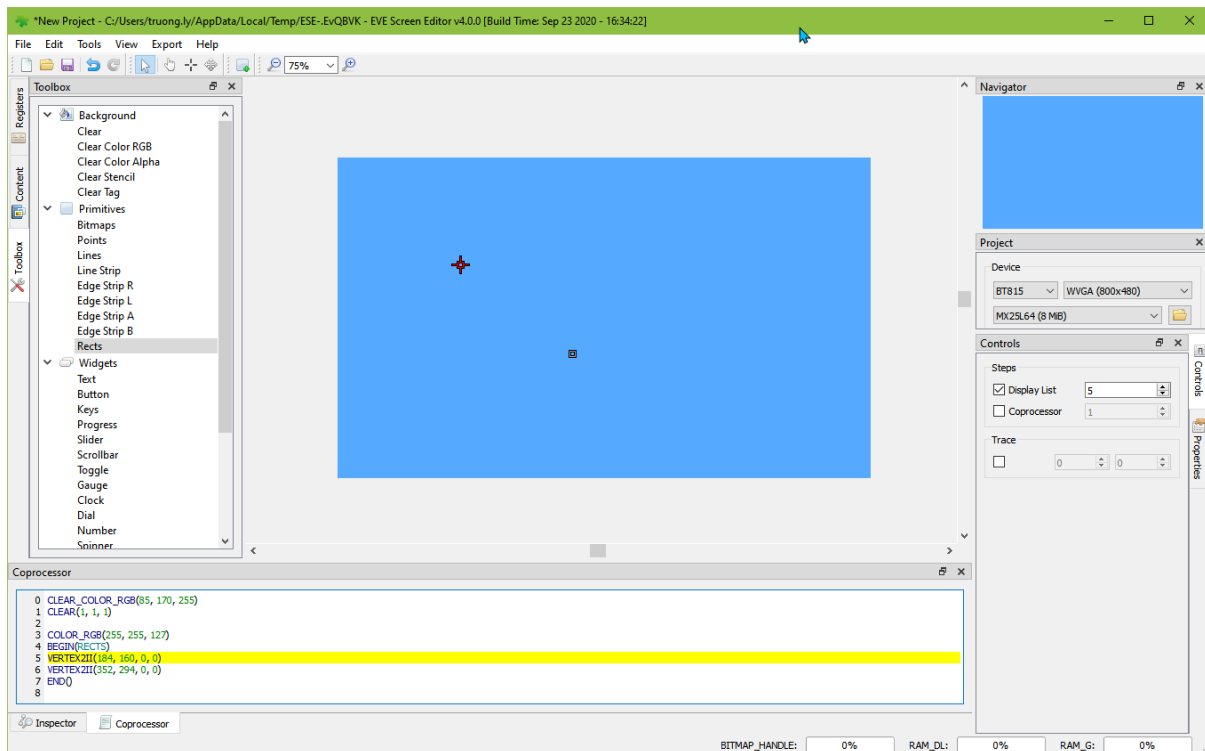 *New Project - C:/Users/truong.ly/AppData/Local/Temp/ESE-.EvQBVK - EVE Screen Editor v4.0.0 [Build Time: Sep 23 2020 - 16:34:22]
File Edit Tools View Export Help
75%
Registers
Content
Toolbox
Toolbox
Background
Clear
Clear Color RGB
Clear Color Alpha
Clear Stencil
Clear Tag
Primitives
Bitmaps
Points
Lines
Line Strip
Edge Strip R
Edge Strip L
Edge Strip A
Edge Strip B
Rects
Widgets
Text
Button
Keys
Progress
Slider
Scrollbar
Toggle
Gauge
Clock
Dial
Number
Spinner
Navigator
Project
Device
BT815 WVGA (800x480)
MX25L64 (8 MiB)
Controls
Steps
Display List 5
Coprocessor 1
Trace
0 0
Controls
Properties
Coprocessor
0 CLEAR_COLOR_RGB(85, 170, 255)
1 CLEAR(1, 1, 1)
2
3 COLOR_RGB(255, 255, 127)
4 BEGIN(RECTS)
5 VERTEX2II(184, 160, 0, 0)
6 VERTEX2II(352, 294, 0, 0)
7 END()
8
Inspector Coprocessor
BITMAP_HANDLE: 0% RAM_DL: 0% RAM_G: 0%